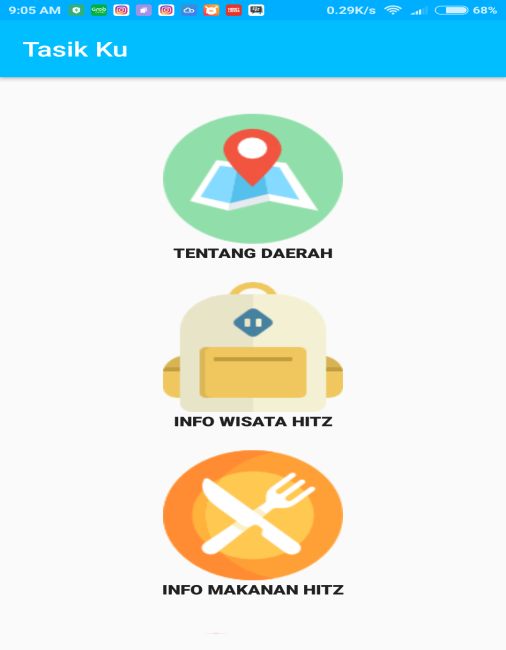 9:05 AM 0.29K/s 68%
Tasik Ku
TENTANG DAERAH
INFO WISATA HITZ
INFO MAKANAN HITZ